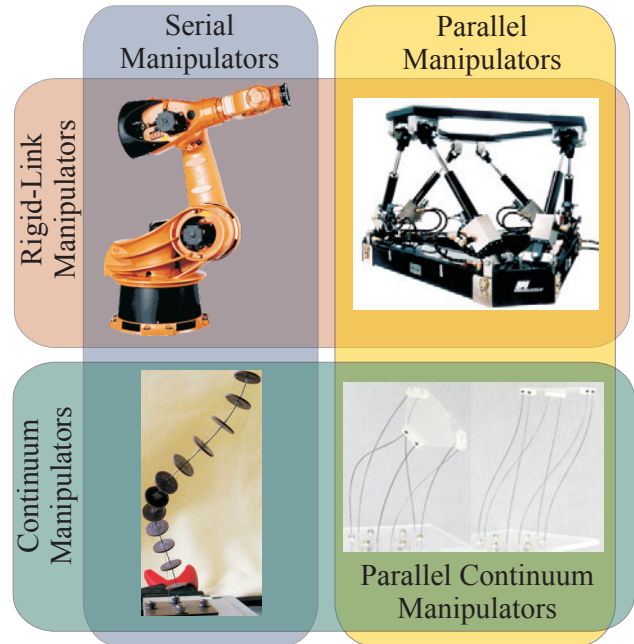 Serial
Manipulators
Parallel
Manipulators
Rigid-Link
Manipulators
Continuum
Manipulators
Parallel Continuum
Manipulators